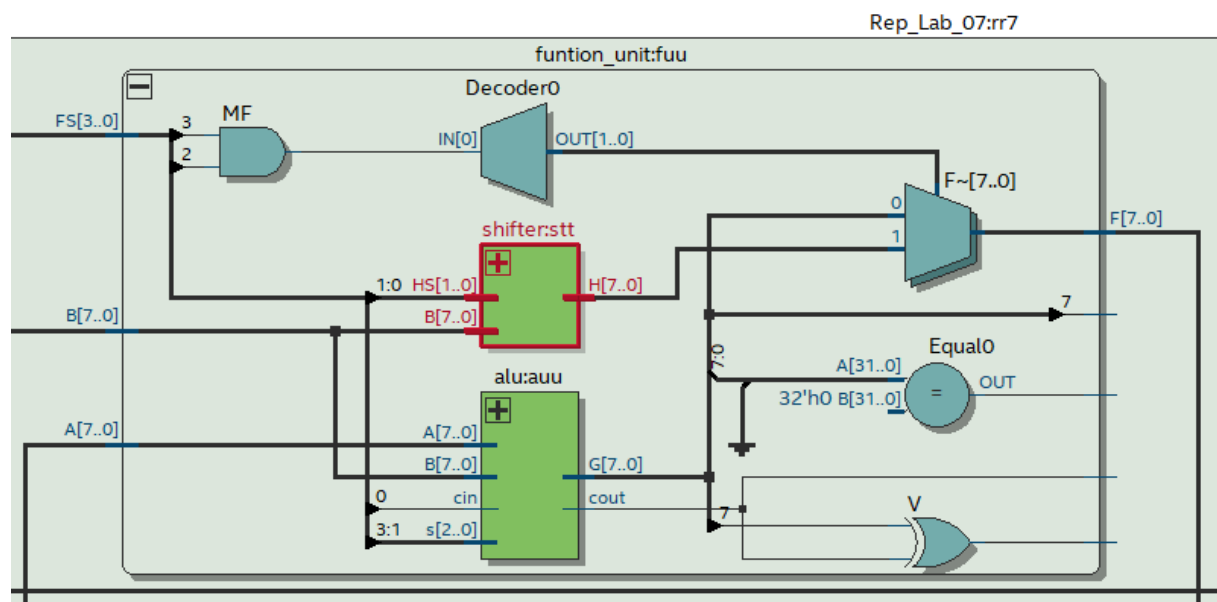 Rep_Lab_07:rr7
funtion_unit:fuu
Decoder0
MF
FS[3..0]
3
2
IN[0]
OUT[1..0]
F~[7..0]
0
1
F[7..0]
shifter:stt
1:0
HS[1..0]
H[7..0]
B[7..0]
B[7..0]
7
7:0
Equal0
A[31..0]
32'h0 B[31..0]
=
OUT
alu:auu
A[7..0]
A[7..0]
B[7..0]
G[7..0]
0
cin
cout
3:1
s[2..0]
7
V